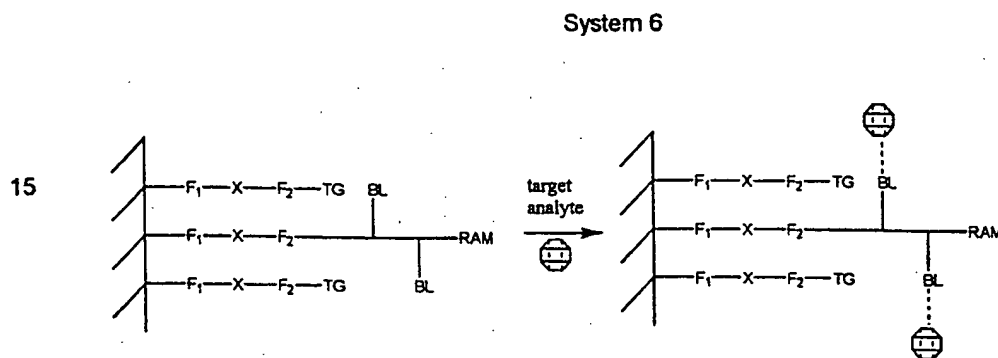 System 6
15
F₁—X—F₂—TG
BL
F₁—X—F₂
RAM
F₁—X—F₂—TG
BL
target
analyte
F₁—X—F₂—TG
BL
F₁—X—F₂
RAM
F₁—X—F₂—TG
BL